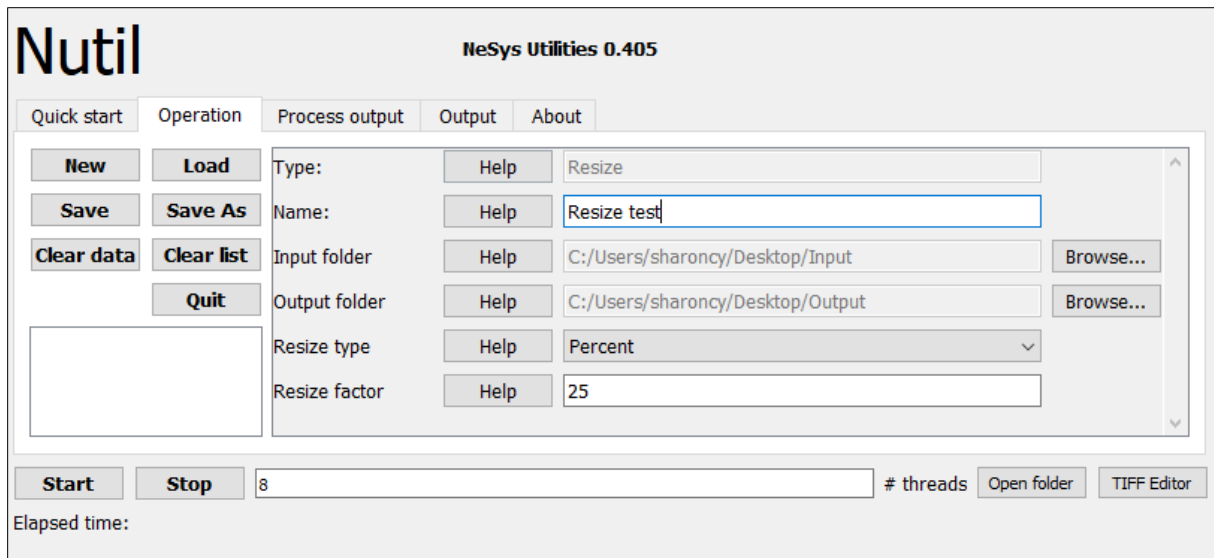 Nutil
NeSys Utilities 0.405
Quick start Operation Process output Output About
New Load Type: Help Resize
Save Save As Name: Help Resize test
Clear data Clear list Input folder Help C:/Users/sharoncy/Desktop/Input Browse...
Quit Output folder Help C:/Users/sharoncy/Desktop/Output Browse...
Resize type Help Percent
Resize factor Help 25
Start Stop 8 # threads Open folder TIFF Editor
Elapsed time: